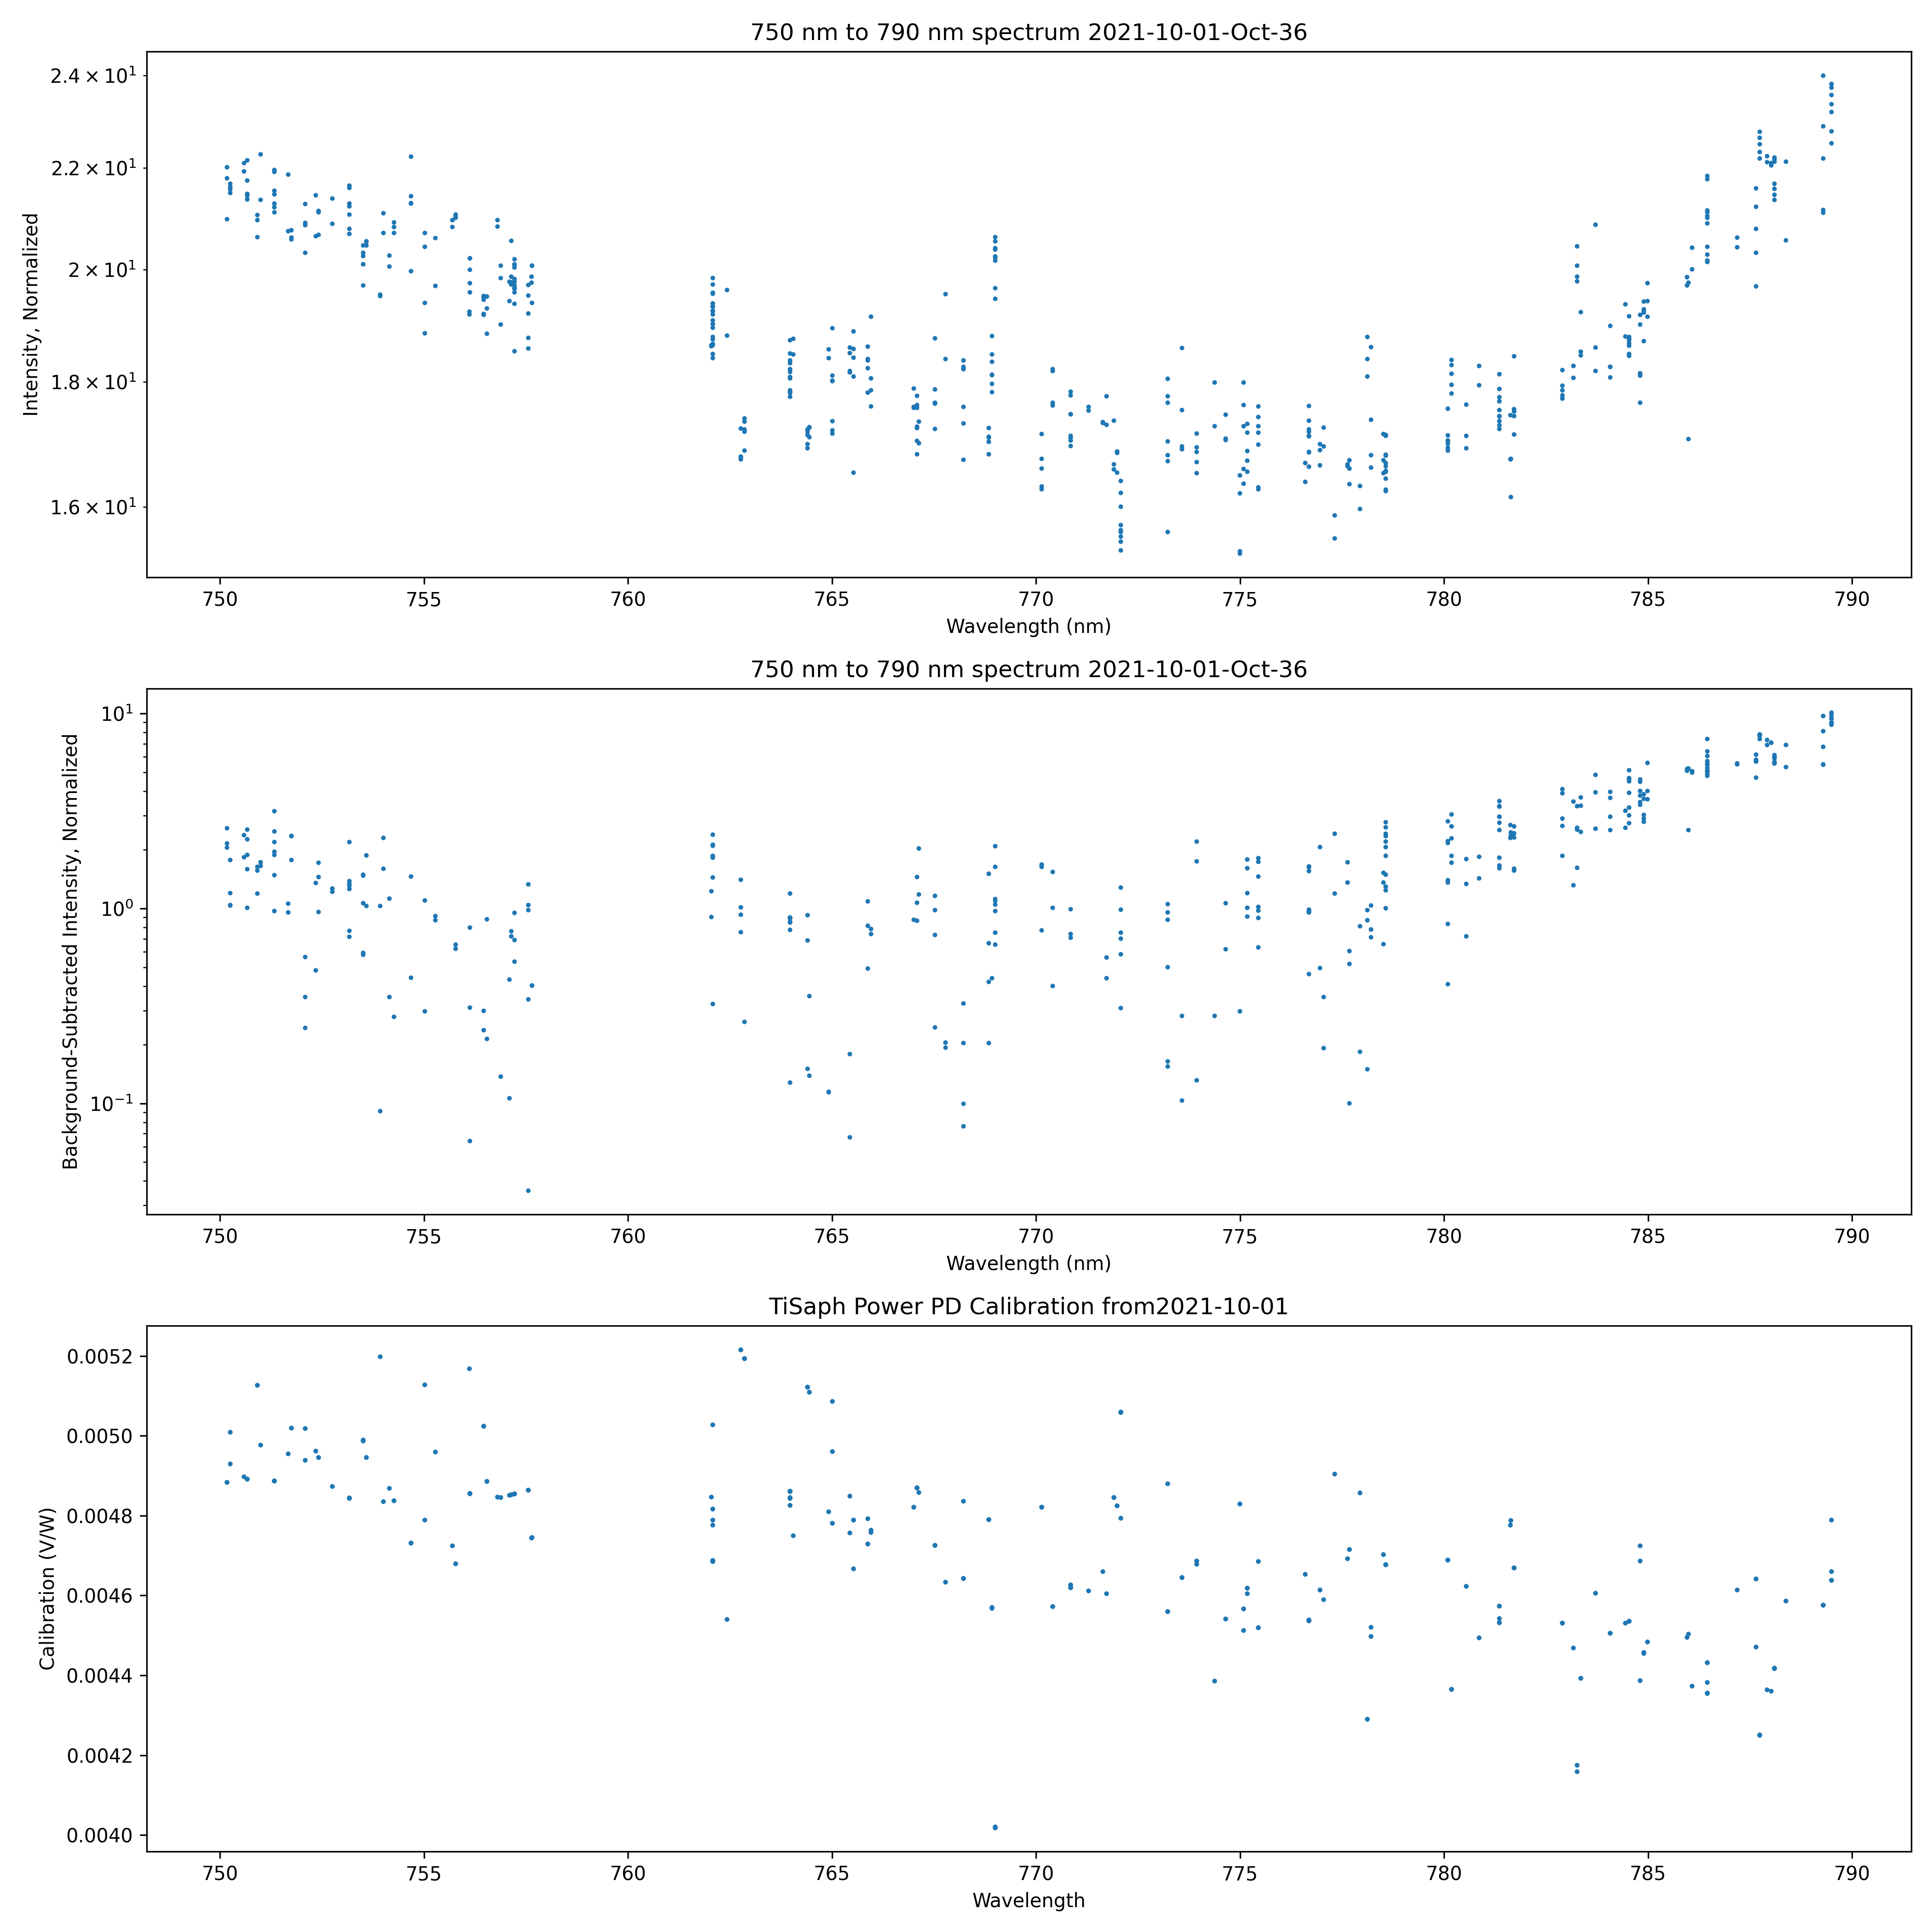 750 nm to 790 nm spectrum 2021-10-01-Oct-36
Intensity, Normalized
2.4 × 10¹
2.2 × 10¹
2 × 10¹
1.8 × 10¹
1.6 × 10¹
750 755 760 765 770 775 780 785 790
Wavelength (nm)
750 nm to 790 nm spectrum 2021-10-01-Oct-36
Background-Subtracted Intensity, Normalized
10¹
10⁰
10⁻¹
750 755 760 765 770 775 780 785 790
Wavelength (nm)
TiSaph Power PD Calibration from2021-10-01
Calibration (V/W)
0.0052
0.0050
0.0048
0.0046
0.0044
0.0042
0.0040
750 755 760 765 770 775 780 785 790
Wavelength